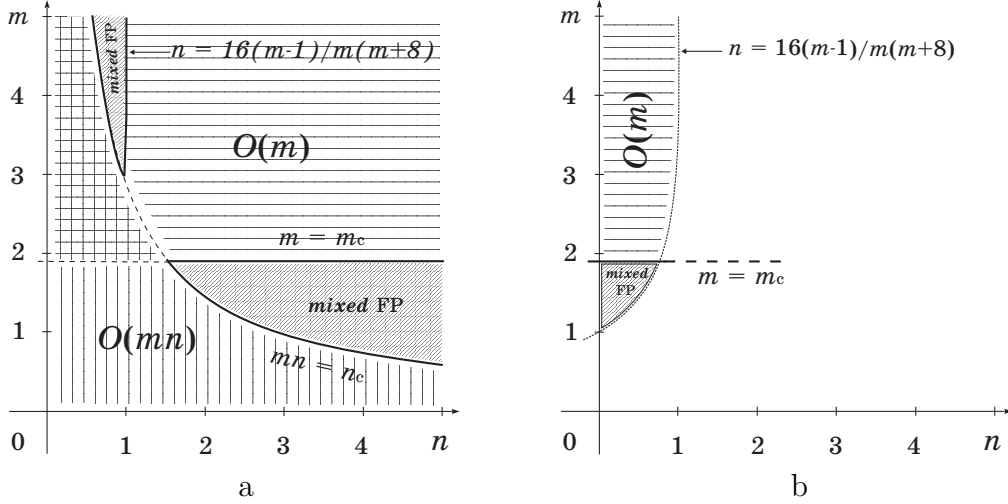 m
4
3
2
1
0
1
2
3
4
n
mixed FP
n = 16(m-1)/m(m+8)
O(m)
m = mc
mixed FP
O(mn)
mn = nc
a
m
4
3
2
1
0
1
2
3
4
n
n = 16(m-1)/m(m+8)
O(m)
mixed
FP
m = mc
b